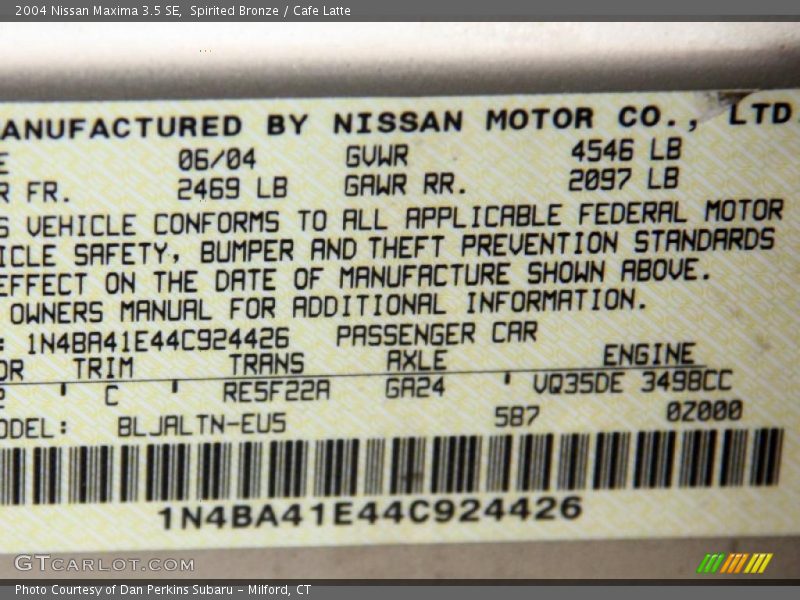 2004 Nissan Maxima 3.5 SE, Spirited Bronze / Cafe Latte
ANUFACTURED BY NISSAN MOTOR CO., LTD.
E 06/04 GVWR 4546 LB
R FR. 2469 LB GAWR RR. 2097 LB
S VEHICLE CONFORMS TO ALL APPLICABLE FEDERAL MOTOR
ICLE SAFETY, BUMPER AND THEFT PREVENTION STANDARDS
EFFECT ON THE DATE OF MANUFACTURE SHOWN ABOVE.
OWNERS MANUAL FOR ADDITIONAL INFORMATION.
: 1N4BA41E44C924426 PASSENGER CAR
OR TRIM TRANS AXLE ENGINE
C RE5F22A GA24 VQ35DE 3498CC
ODEL: BLJALTN-EUS 587 0Z000
1N4BA41E44C924426
GTCARLOT.COM
Photo Courtesy of Dan Perkins Subaru – Milford, CT